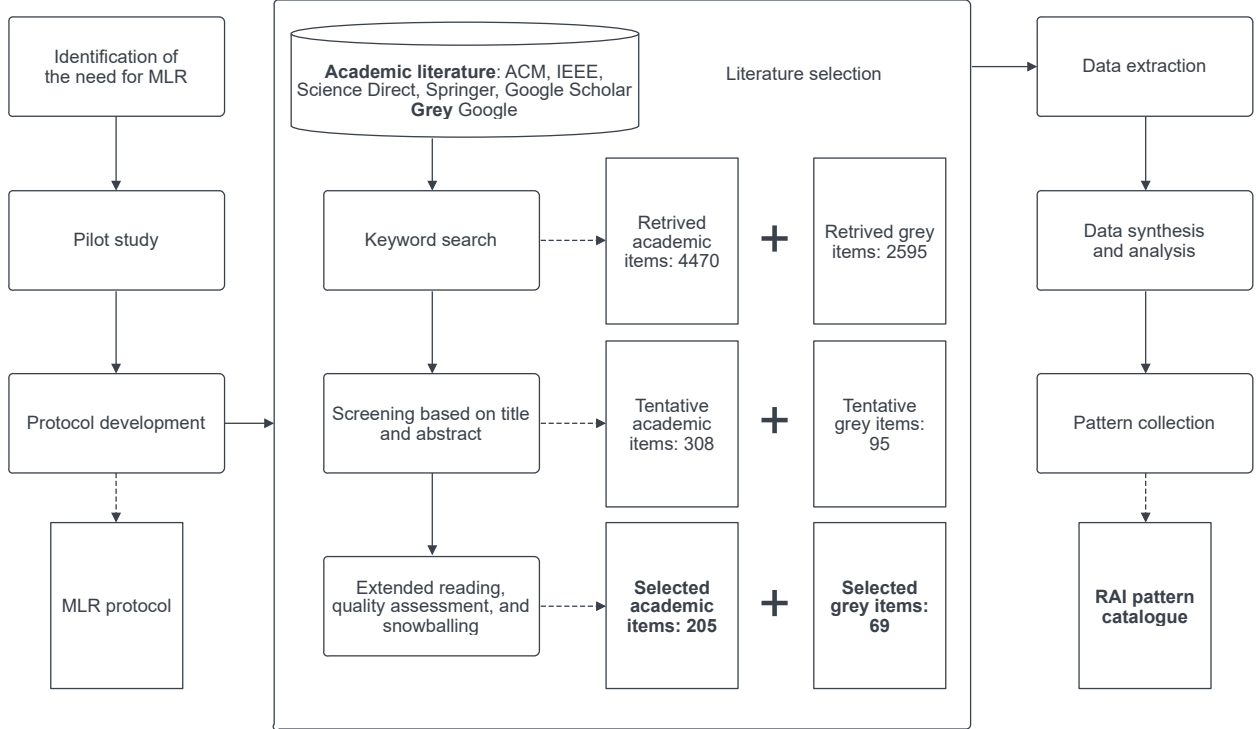 Identification of
the need for MLR
Pilot study
Protocol development
MLR protocol
Academic literature: ACM, IEEE,
Science Direct, Springer, Google Scholar
Grey Google
Literature selection
Keyword search
Retrived
academic
items: 4470
+
Retrived grey
items: 2595
Screening based on title
and abstract
Tentative
academic
items: 308
+
Tentative
grey items:
95
Extended reading,
quality assessment, and
snowballing
Selected
academic
items: 205
+
Selected
grey items:
69
Data extraction
Data synthesis
and analysis
Pattern collection
RAI pattern
catalogue